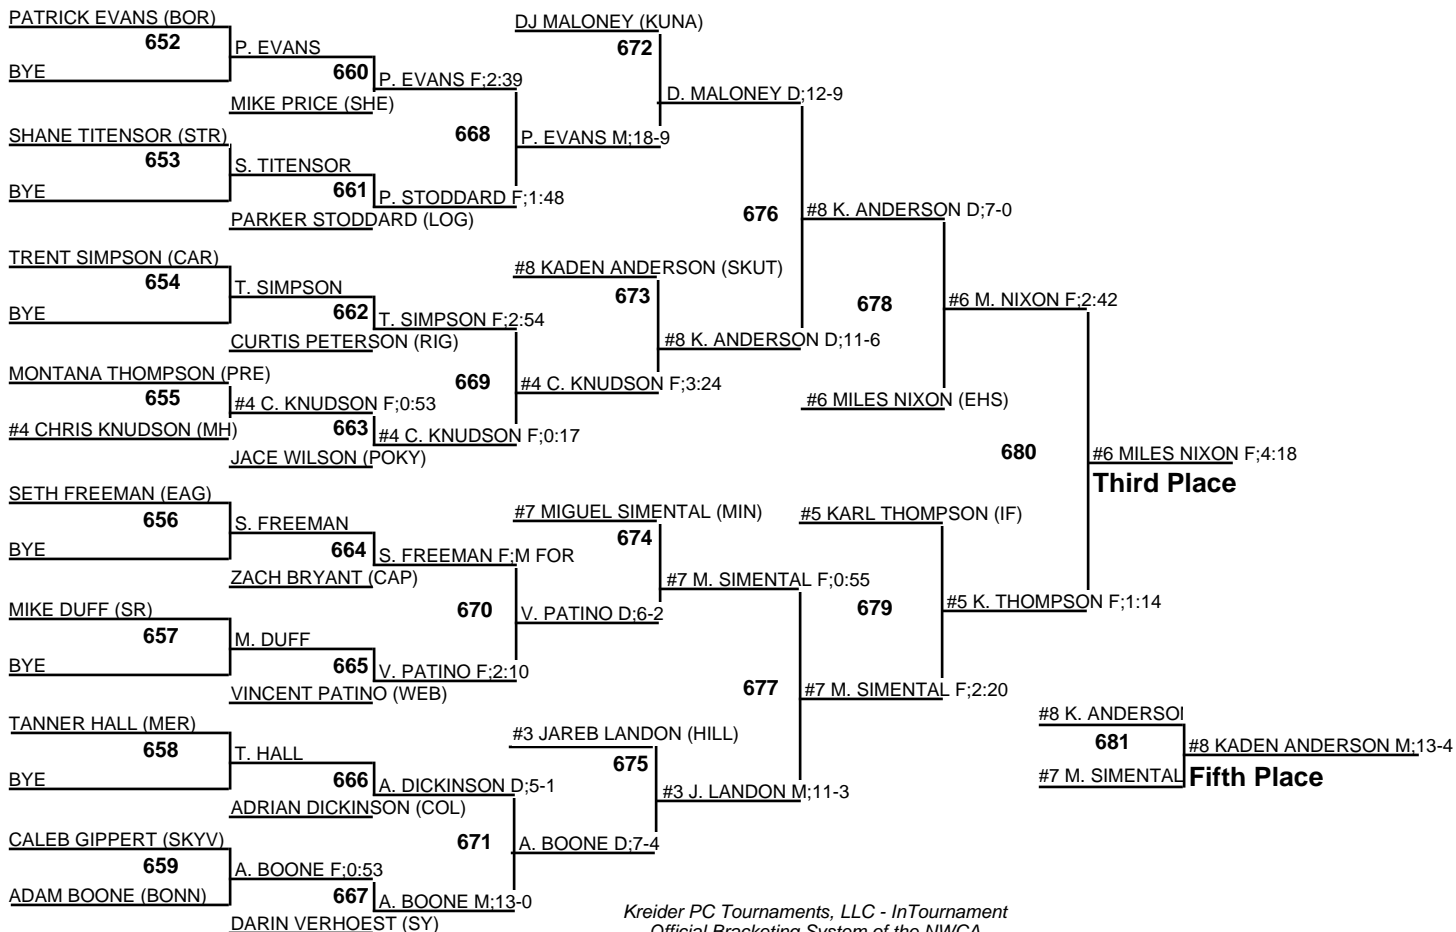 PATRICK EVANS (BOR)
652
BYE
P. EVANS
660
MIKE PRICE (SHE)
P. EVANS F;2:39
SHANE TITENSOR (STR)
653
BYE
S. TITENSOR
661
PARKER STODDARD (LOG)
P. STODDARD F;1:48
668
P. EVANS M;18-9
DJ MALONEY (KUNA)
672
D. MALONEY D;12-9
TRENT SIMPSON (CAR)
654
BYE
T. SIMPSON
662
CURTIS PETERSON (RIG)
T. SIMPSON F;2:54
MONTANA THOMPSON (PRE)
655
#4 CHRIS KNUDSON (MH)
#4 C. KNUDSON F;0:53
663
JACE WILSON (POKY)
#4 C. KNUDSON F;0:17
669
#4 C. KNUDSON F;3:24
#8 KADEN ANDERSON (SKUT)
673
#8 K. ANDERSON D;11-6
676
#8 K. ANDERSON D;7-0
678
#6 MILES NIXON (EHS)
#6 M. NIXON F;2:42
SETH FREEMAN (EAG)
656
BYE
S. FREEMAN
664
ZACH BRYANT (CAP)
S. FREEMAN F;M FOR
MIKE DUFF (SR)
657
BYE
M. DUFF
665
VINCENT PATINO (WEB)
V. PATINO F;2:10
670
V. PATINO D;6-2
#7 MIGUEL SIMENTAL (MIN)
674
#7 M. SIMENTAL F;0:55
TANNER HALL (MER)
658
BYE
T. HALL
666
ADRIAN DICKINSON (COL)
A. DICKINSON D;5-1
CALEB GIPPERT (SKYV)
659
ADAM BOONE (BONN)
A. BOONE F;0:53
667
DARIN VERHOEST (SY)
A. BOONE M;13-0
671
A. BOONE D;7-4
#3 JAREB LANDON (HILL)
675
#3 J. LANDON M;11-3
677
#7 M. SIMENTAL F;2:20
#5 KARL THOMPSON (IF)
679
#5 K. THOMPSON F;1:14
680
#6 MILES NIXON F;4:18
Third Place
#8 K. ANDERSO
681
#7 M. SIMENTAL
#8 KADEN ANDERSON M;13-4
Fifth Place
Kreider PC Tournaments, LLC - InTournament
Official Bracketing System of the NWCA